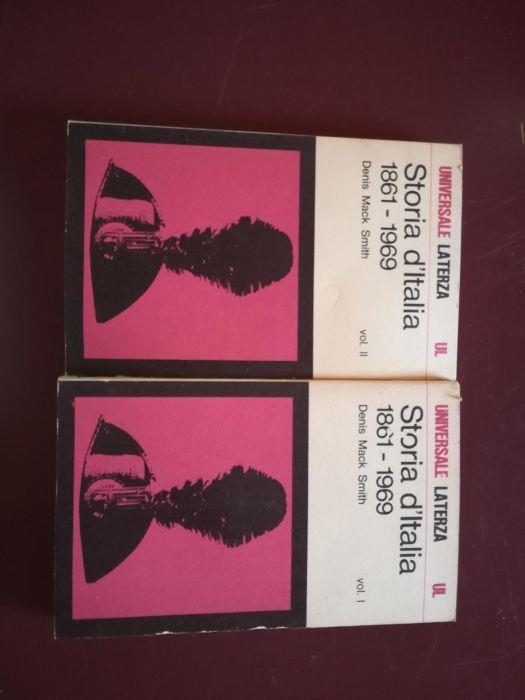 UNIVERSALE LATERZA UL
Storia d'Italia
1861 - 1969
Denis Mack Smith vol. II
UNIVERSALE LATERZA UL
Storia d'Italia
1861 - 1969
Denis Mack Smith vol. I